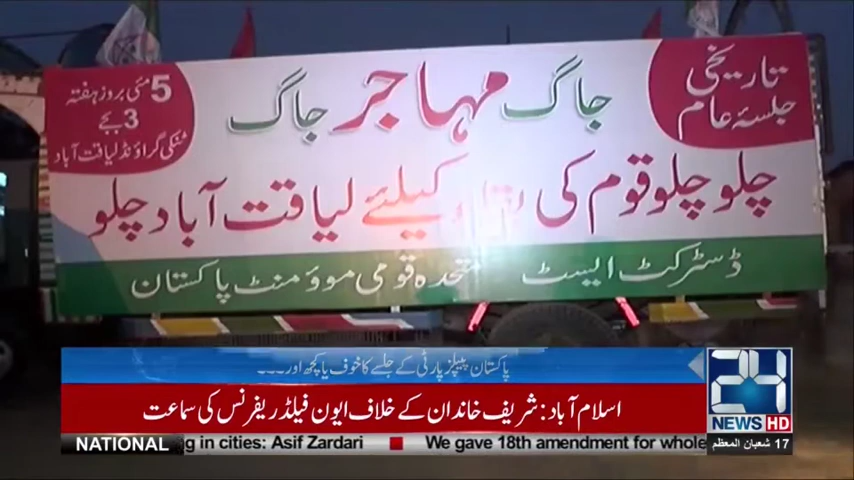 تاریخی
جلسۂ عام
جاگ مہاجر جاگ
5 مئی بروز ہفتہ
3 بجے
ٹنکی گراؤنڈ لیاقت آباد
چلو چلو قوم کی بقاء کیلئے لیاقت آباد چلو
ڈسٹرکٹ ایسٹ متحدہ قومی موؤمنٹ پاکستان
پاکستان پیپلز پارٹی کے جلسے کا خوف یا کچھ اور۔۔۔
اسلام آباد: شریف خاندان کے خلاف ایون فیلڈ ریفرنس کی سماعت
24
NEWS HD
NATIONAL g in cities: Asif Zardari We gave 18th amendment for whole
17 شعبان المعظم